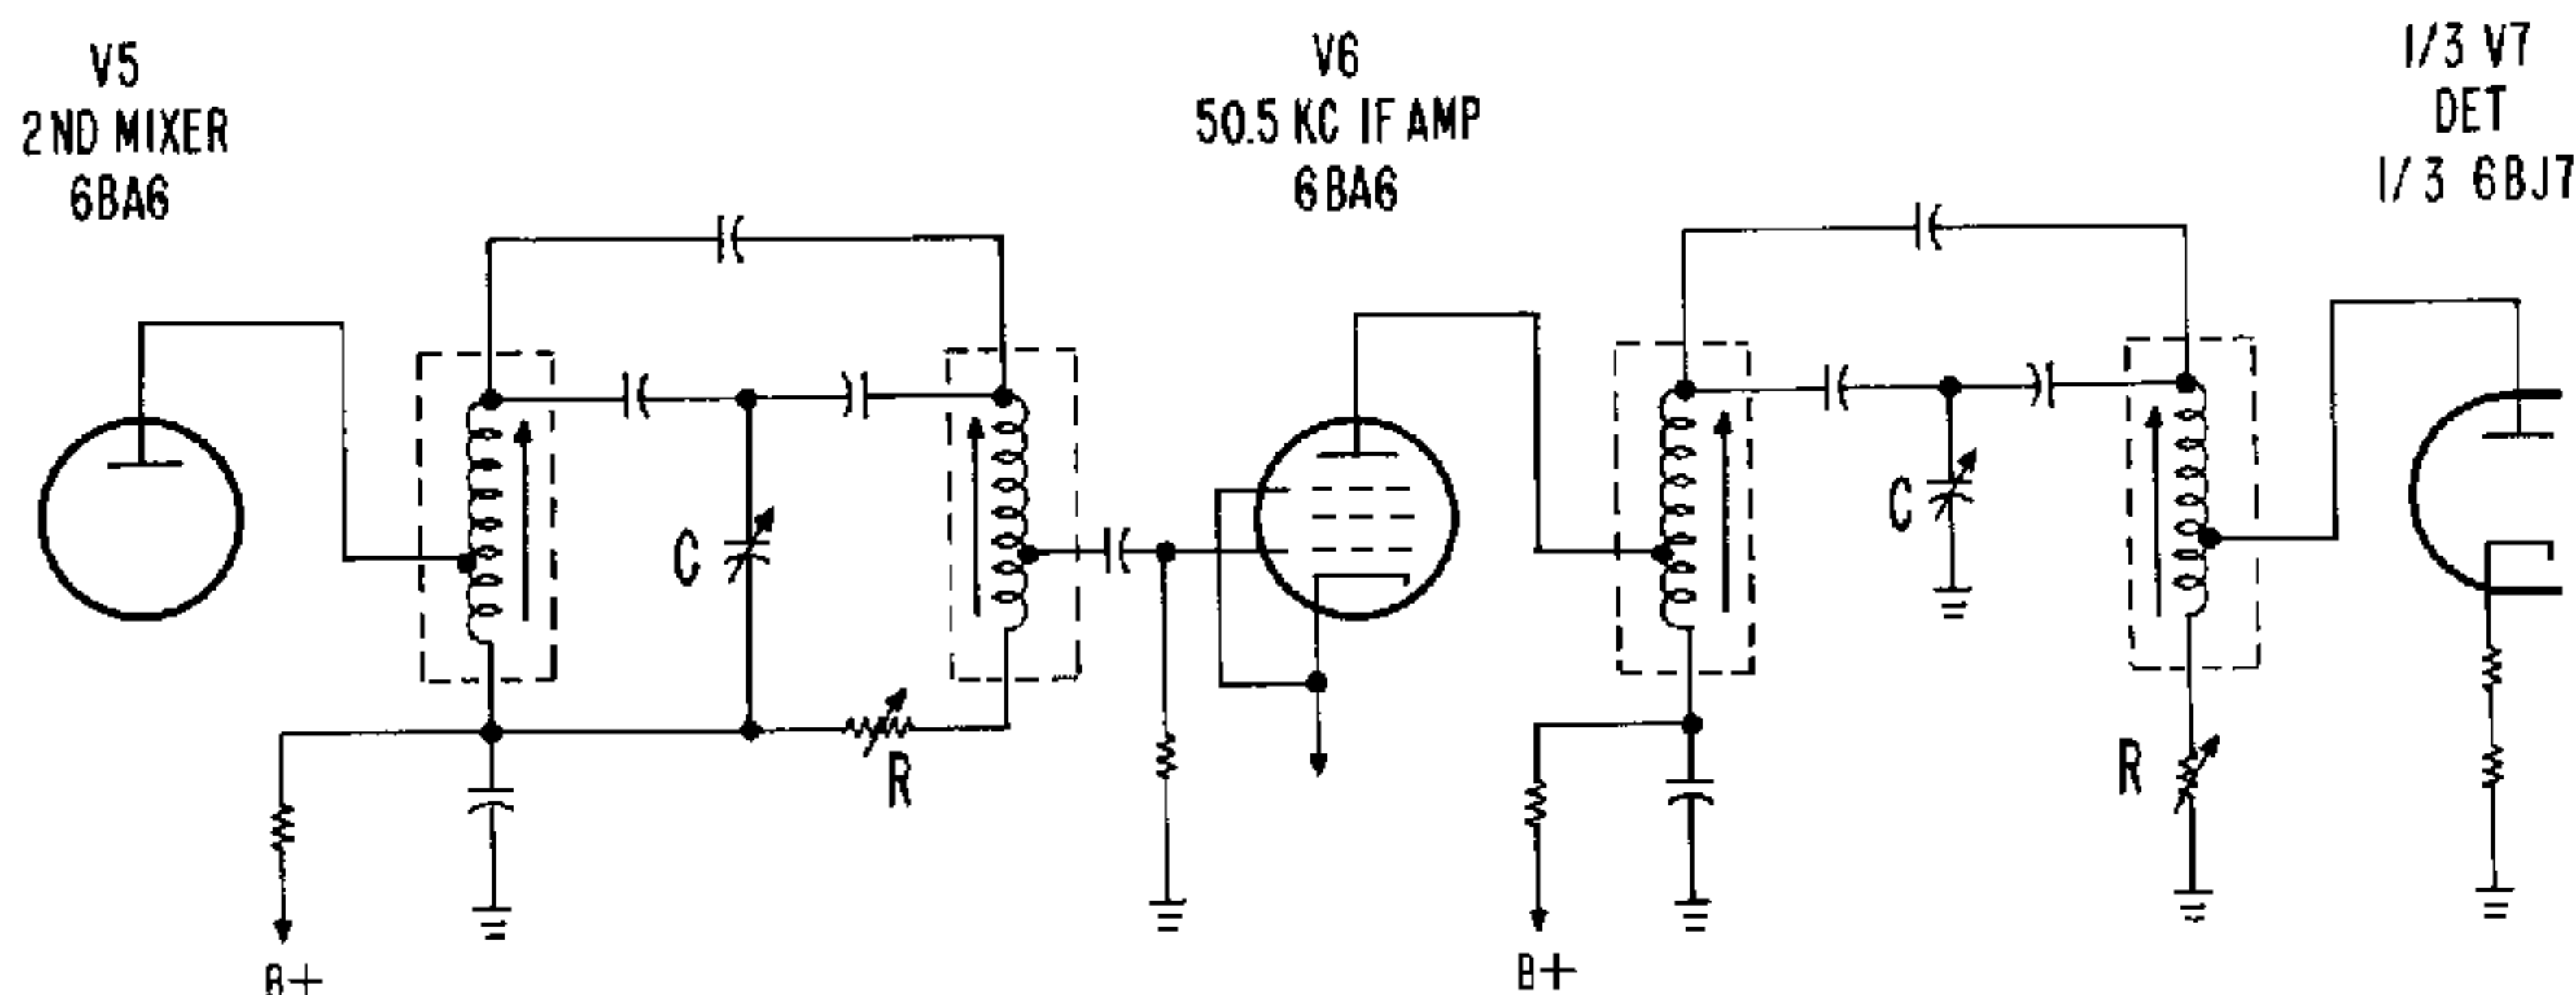 V5
2ND MIXER
6BA6
V6
50.5 KC IF AMP
6BA6
1/3 V7
DET
1/3 6BJ7
C
R
B+
C
R
B+